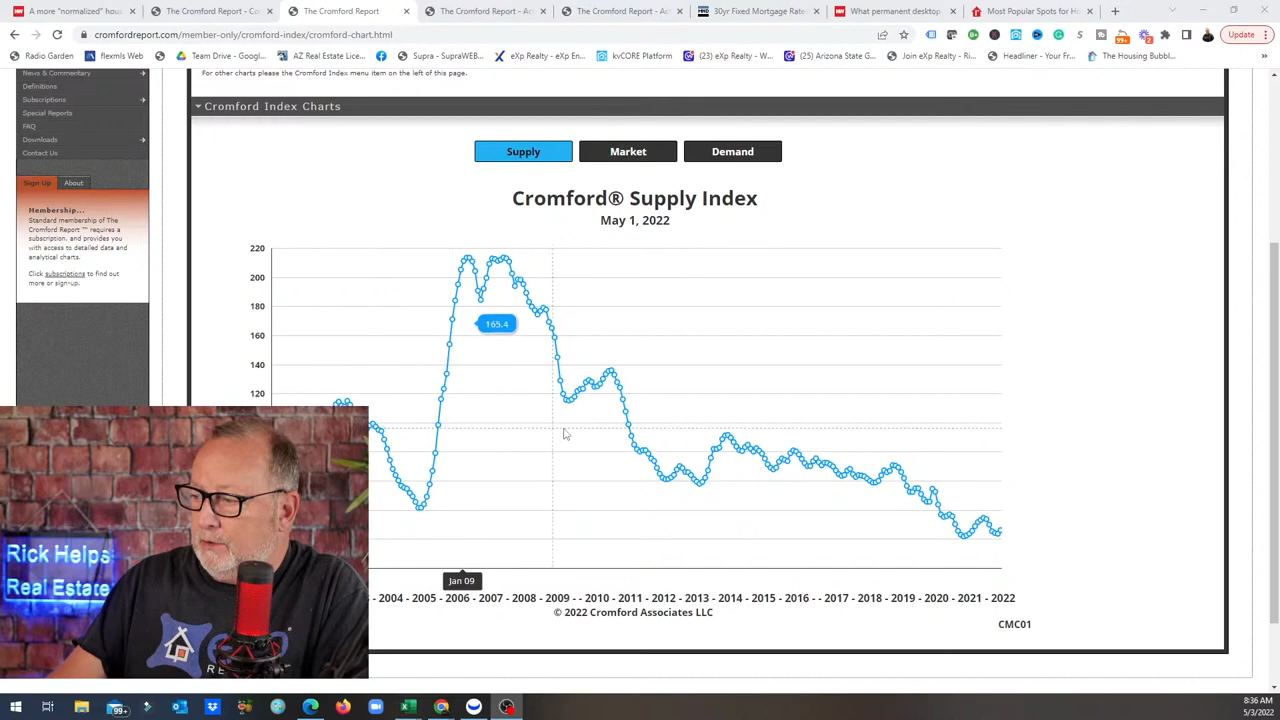 A more "normalized" hous
The Cromford Report - Co
The Cromford Report
The Cromford Report - Ac
The Cromford Report - Ac
30yr Fixed Mortgage Rate
What permanent desktop
Most Popular Spots for H
cromfordreport.com/member-only/cromford-index/cromford-chart.html
Update
Radio Garden
flexmls Web
Team Drive - Googl...
AZ Real Estate Lice...
Supra - SupraWEB...
eXp Realty - eXp En...
kvCORE Platform
(23) eXp Realty - W...
(25) Arizona State G...
Join eXp Realty - Ri...
Headliner - Your Fr...
The Housing Bubbl...
News & Commentary
Definitions
Subscriptions
Special Reports
FAQ
Downloads
Contact Us
Sign Up
About
Membership...
Standard membership of The
Cromford Report ™ requires a
subscription, and provides you
with access to detailed data and
analytical charts.
Click subscriptions to find out
more or sign-up.
For other charts please the Cromford Index menu item on the left of this page.
Cromford Index Charts
Supply
Market
Demand
Cromford® Supply Index
May 1, 2022
220
200
180
160
140
120
165.4
Jan 09
- 2004 - 2005 - 2006 - 2007 - 2008 - 2009 - - 2010 - 2011 - 2012 - 2013 - 2014 - 2015 - 2016 - - 2017 - 2018 - 2019 - 2020 - 2021 - 2022
© 2022 Cromford Associates LLC
CMC01
Rick Helps
Real Estate
99+
8:36 AM
5/3/2022